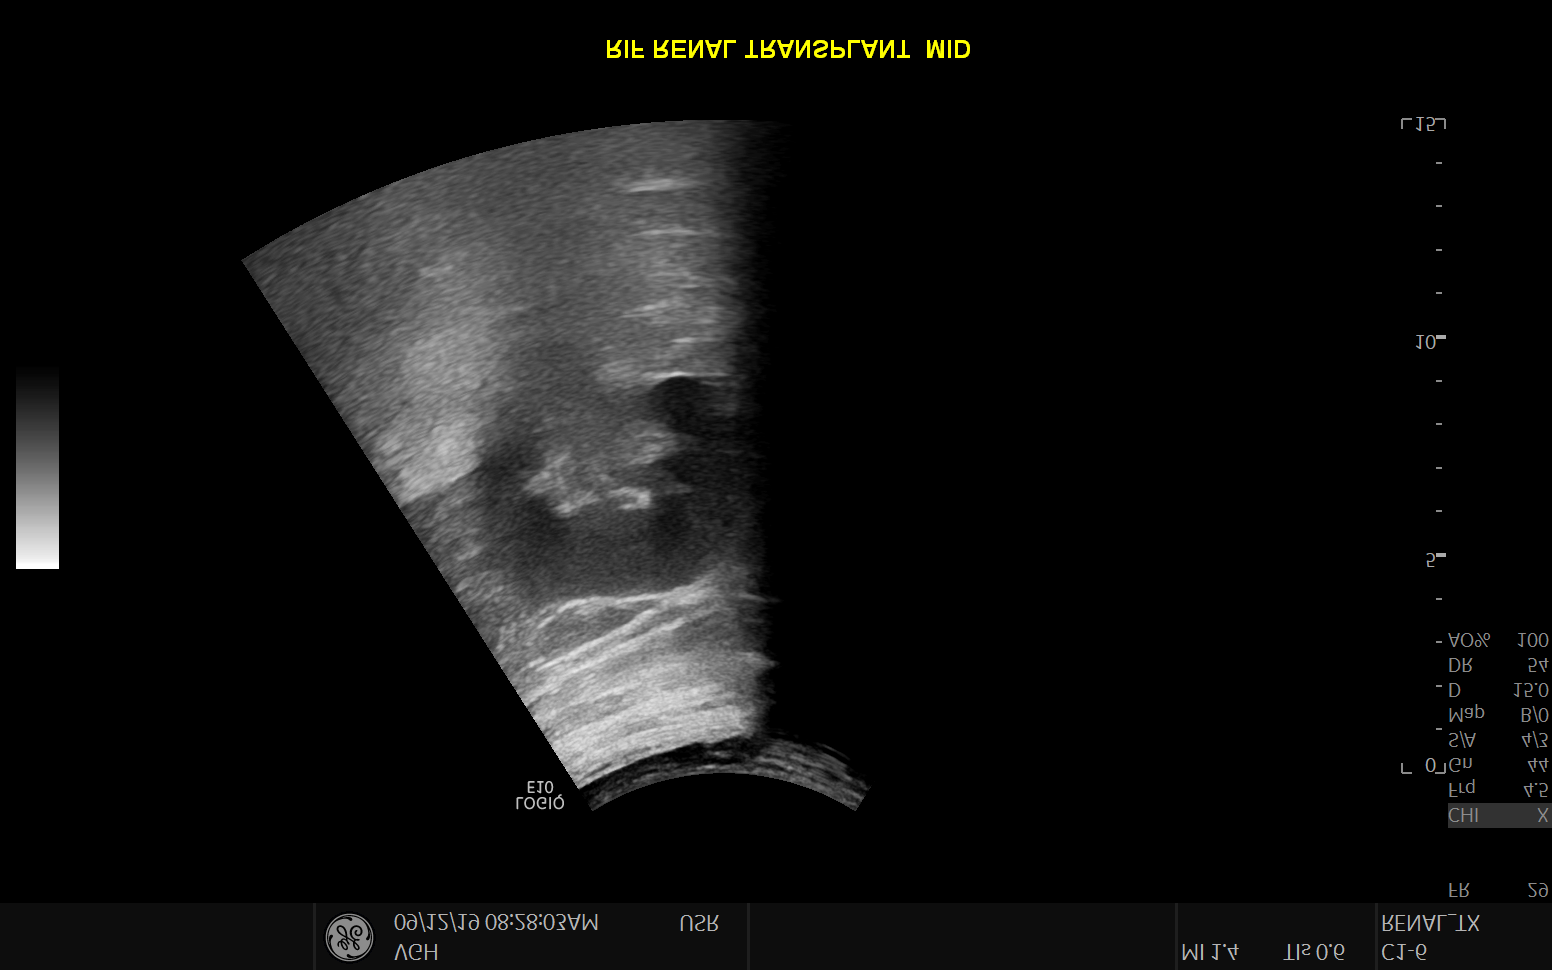 VGH
09/12/19 08:28:03AM
USR
MI 1.4 TIs 0.6
C1-6
RENAL_TX
FR 29
CHI X
Frq 4.5
Gn 44
S/A 4/3
Map B/0
D 15.0
DR 54
AO% 100
LOGIQ
E10
0
5
10
15
RIF RENAL TRANSPLANT MID